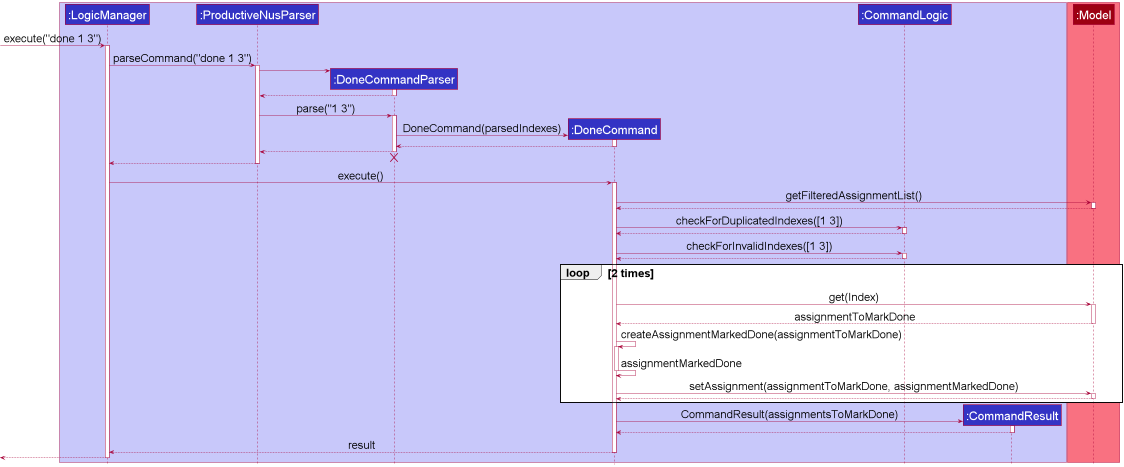 :LogicManager
:ProductiveNusParser
:CommandLogic
:Model
execute("done 1 3")
parseCommand("done 1 3")
:DoneCommandParser
parse("1 3")
DoneCommand(parsedIndexes)
:DoneCommand
execute()
getFilteredAssignmentList()
checkForDuplicatedIndexes([1 3])
checkForInvalidIndexes([1 3])
loop
[2 times]
get(Index)
assignmentToMarkDone
createAssignmentMarkedDone(assignmentToMarkDone)
assignmentMarkedDone
setAssignment(assignmentToMarkDone, assignmentMarkedDone)
CommandResult(assignmentsToMarkDone)
:CommandResult
result